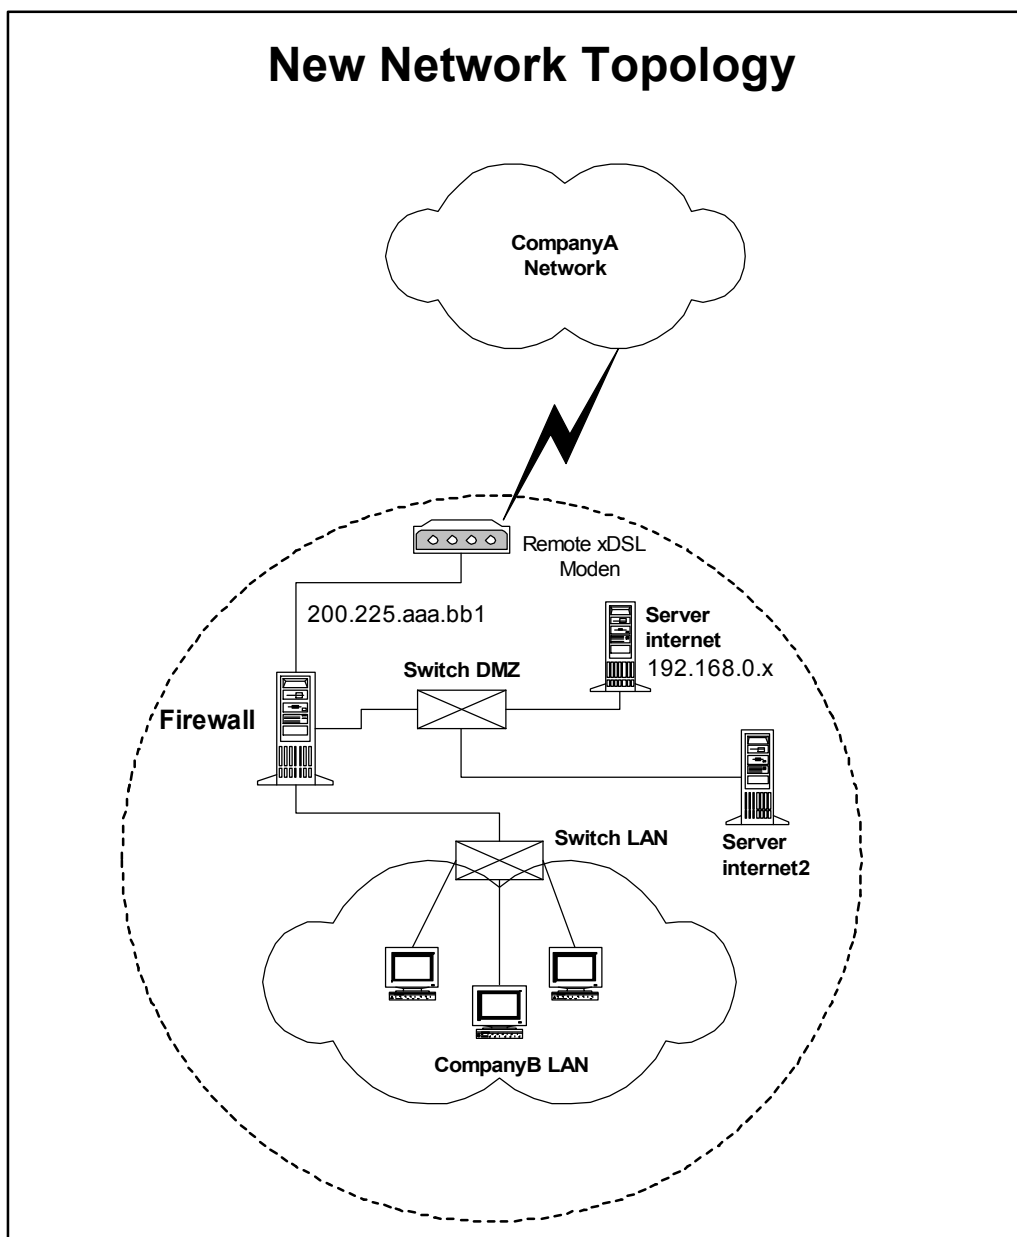 New Network Topology
CompanyA
Network
Remote xDSL
Moden
200.225.aaa.bb1
Server
internet
192.168.0.x
Switch DMZ
Firewall
Switch LAN
Server
internet2
CompanyB LAN